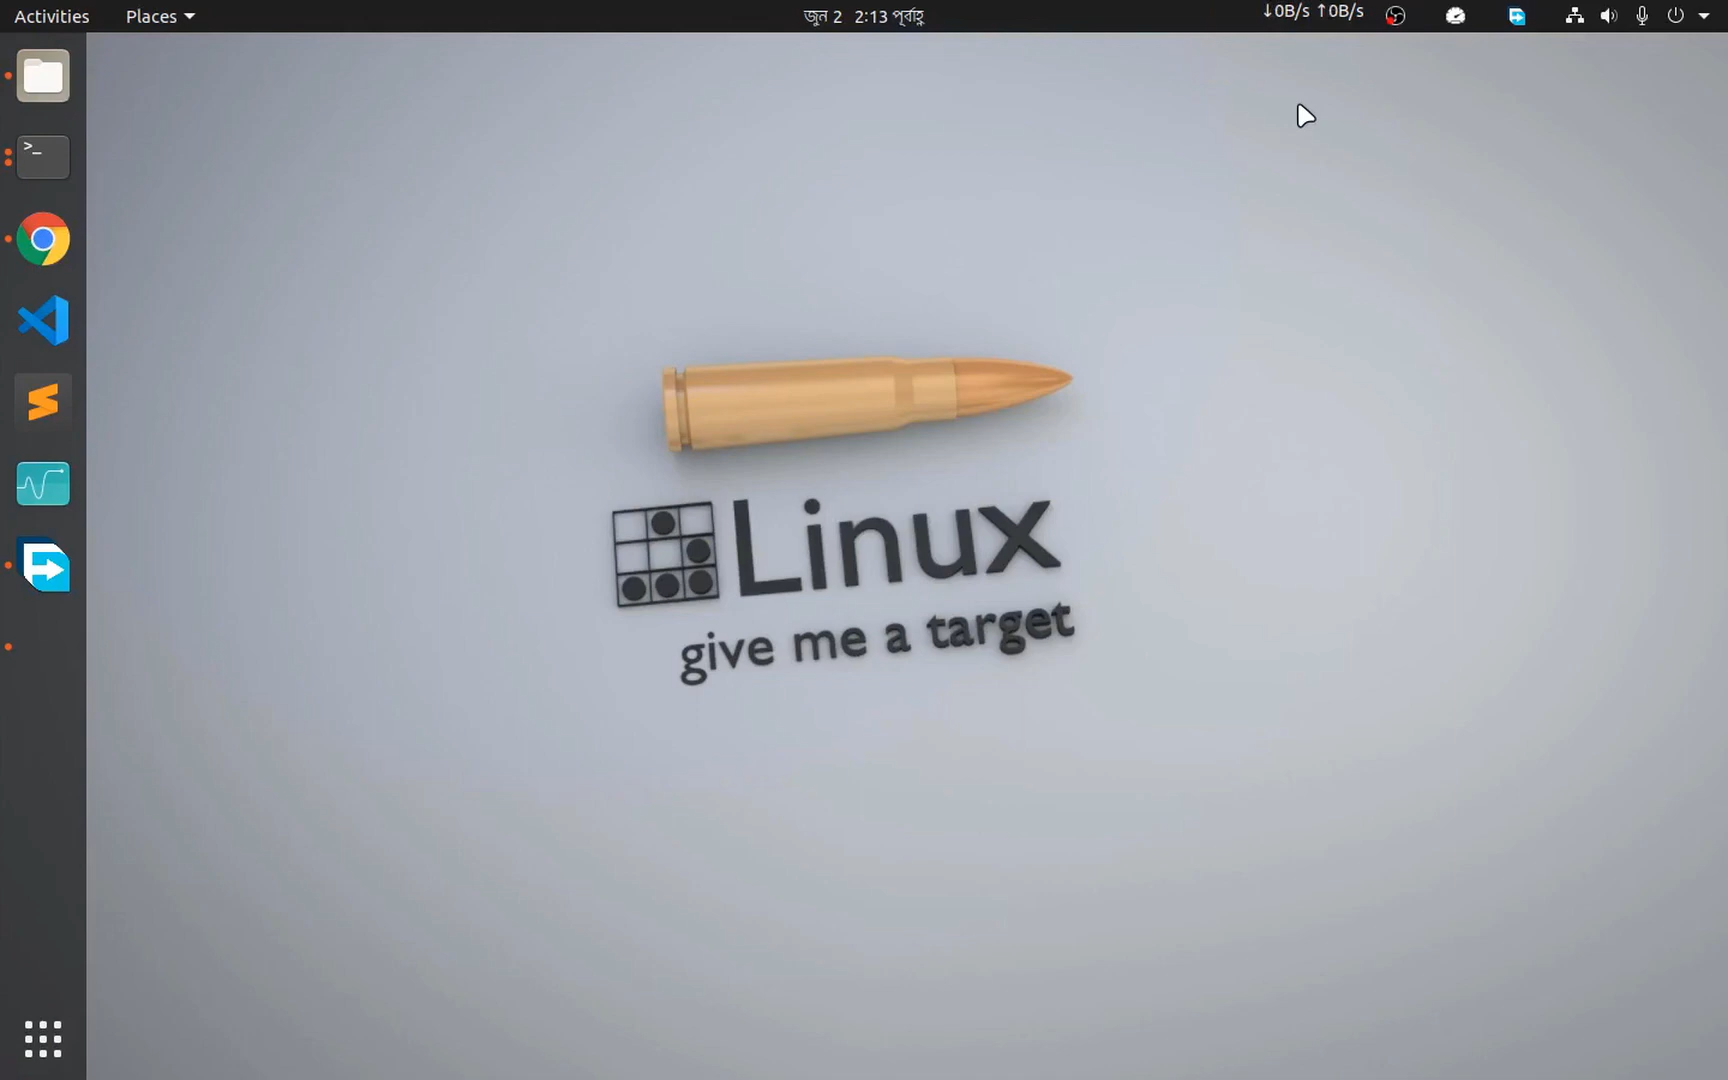 Activities Places জুন 2 2:13 পূর্বাহ্ণ ↓0B/s ↑0B/s
>_
Linux
give me a target